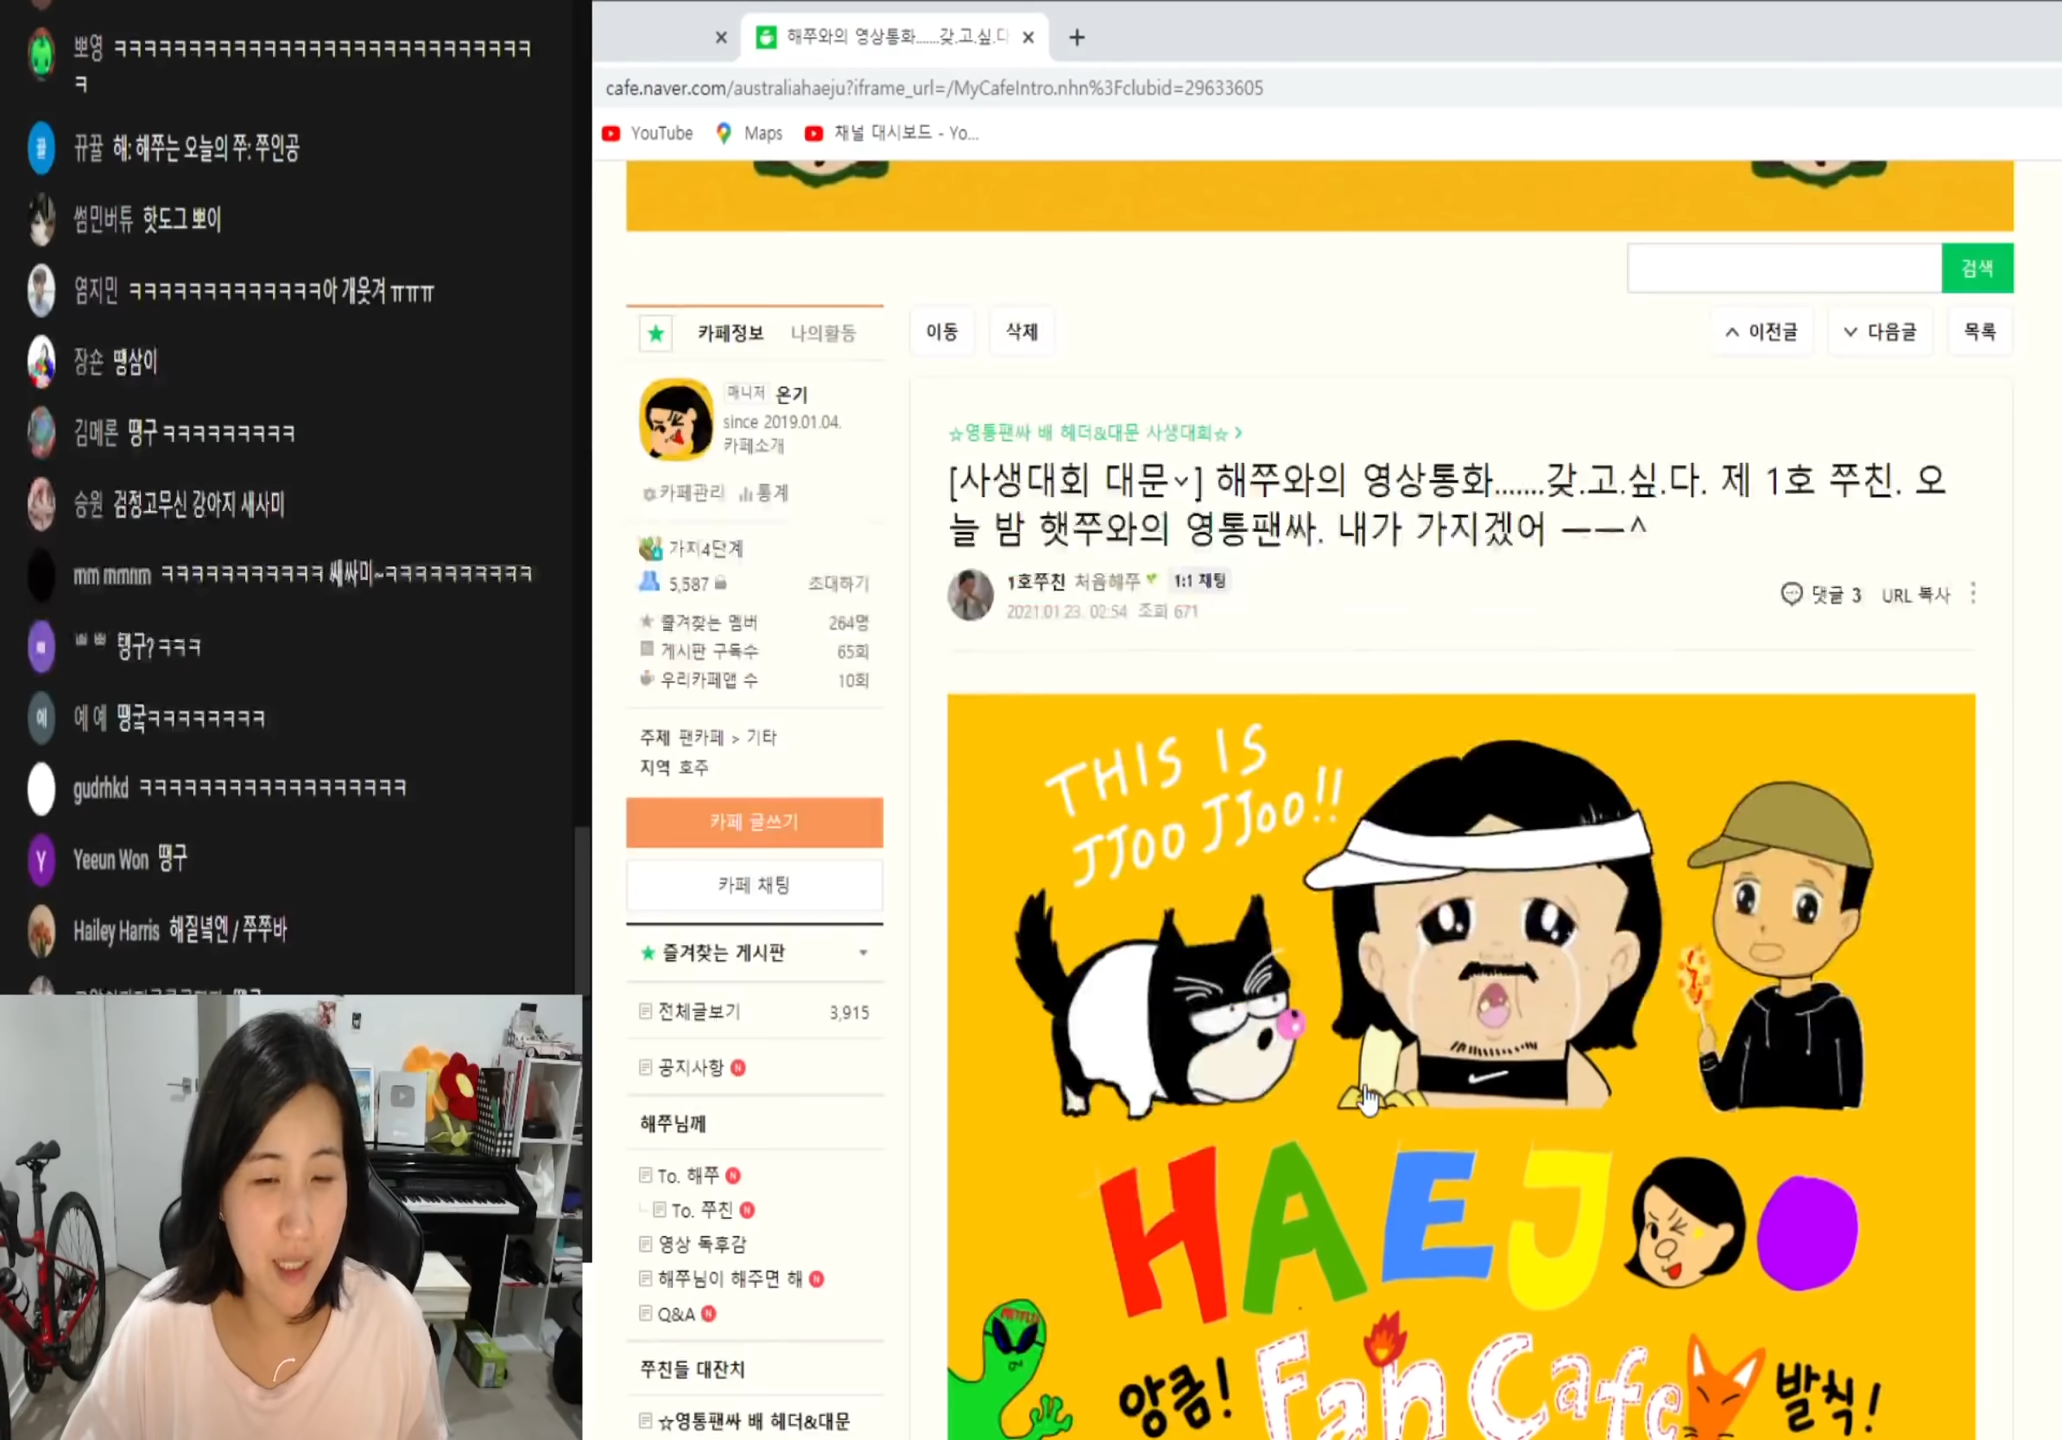 뽀영 ㅋㅋㅋㅋㅋㅋㅋㅋㅋㅋㅋㅋㅋㅋㅋㅋㅋㅋㅋㅋㅋㅋㅋㅋㅋㅋㅋㅋ
ㅋ
뀨뀰 해: 해쭈는 오늘의 쭈: 쭈인공
썸민버튜 핫도그 뽀이
염지민 ㅋㅋㅋㅋㅋㅋㅋㅋㅋㅋㅋㅋㅋ아 개웃겨 ㅠㅠㅠ
장숀 땡삼이
김메론 땡구 ㅋㅋㅋㅋㅋㅋㅋㅋㅋ
승원 검정고무신 강아지 새사미
mm mmnm ㅋㅋㅋㅋㅋㅋㅋㅋㅋㅋㅋ 쌔싸미~ㅋㅋㅋㅋㅋㅋㅋㅋㅋㅋ
탱구? ㅋㅋㅋ
예 예 땡궄ㅋㅋㅋㅋㅋㅋㅋㅋ
gudrhkd ㅋㅋㅋㅋㅋㅋㅋㅋㅋㅋㅋㅋㅋㅋㅋㅋㅋㅋ
Yeeun Won 땡구
Hailey Harris 해질녘엔 / 쭈쭈바
해쭈와의 영상통화......갖.고.싶.다
cafe.naver.com/australiahaeju?iframe_url=/MyCafeIntro.nhn%3Fclubid=29633605
YouTube Maps 채널 대시보드 - Yo...
검색
카페정보 나의활동 이동 삭제 이전글 다음글 목록
매니저 온기
since 2019.01.04.
카페소개
카페관리 통계
가지4단계
5,587 초대하기
즐겨찾는 멤버 264명
게시판 구독수 65회
우리카페앱 수 10회
주제 팬카페 > 기타
지역 호주
카페 글쓰기
카페 채팅
즐겨찾는 게시판
전체글보기 3,915
공지사항 N
해쭈님께
To. 해쭈 N
To. 쭈친 N
영상 독후감
해쭈님이 해주면 해 N
Q&A N
쭈친들 대잔치
☆영통팬싸 배 헤더&대문
☆영통팬싸 배 헤더&대문 사생대회☆ >
[사생대회 대문~] 해쭈와의 영상통화.......갖.고.싶.다. 제 1호 쭈친. 오
늘 밤 햇쭈와의 영통팬싸. 내가 가지겠어 ㅡㅡ^
1호쭈친 처음해쭈 1:1 채팅
2021.01.23. 02:54 조회 671
댓글 3 URL 복사
THIS IS
JJOO JJOO!!
HAEJ
앙큼! Fan Cafe 발칙!